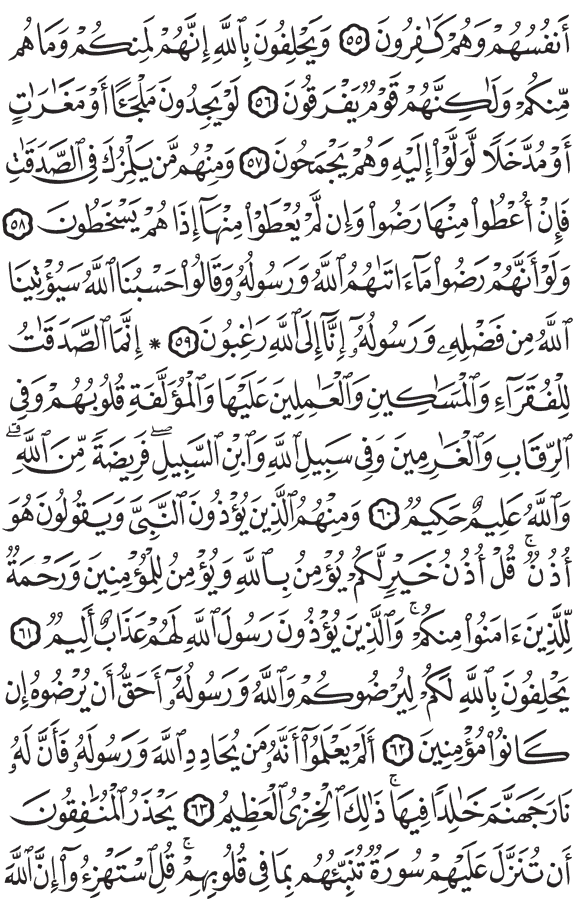 أَنفُسُهُمْ وَهُمْ كَٰفِرُونَ ٥٥ وَيَحْلِفُونَ بِٱللَّهِ إِنَّهُمْ لَمِنكُمْ وَمَا هُم
مِّنكُمْ وَلَٰكِنَّهُمْ قَوْمٌ يَفْرَقُونَ ٥٦ لَوْ يَجِدُونَ مَلْجَـًٔا أَوْ مَغَٰرَٰتٍ
أَوْ مُدَّخَلًا لَّوَلَّوْا۟ إِلَيْهِ وَهُمْ يَجْمَحُونَ ٥٧ وَمِنْهُم مَّن يَلْمِزُكَ فِى ٱلصَّدَقَٰتِ
فَإِنْ أُعْطُوا۟ مِنْهَا رَضُوا۟ وَإِن لَّمْ يُعْطَوْا۟ مِنْهَآ إِذَا هُمْ يَسْخَطُونَ ٥٨
وَلَوْ أَنَّهُمْ رَضُوا۟ مَآ ءَاتَىٰهُمُ ٱللَّهُ وَرَسُولُهُۥ وَقَالُوا۟ حَسْبُنَا ٱللَّهُ سَيُؤْتِينَا
ٱللَّهُ مِن فَضْلِهِۦ وَرَسُولُهُۥٓ إِنَّآ إِلَى ٱللَّهِ رَٰغِبُونَ ٥٩ * إِنَّمَا ٱلصَّدَقَٰتُ
لِلْفُقَرَآءِ وَٱلْمَسَٰكِينِ وَٱلْعَٰمِلِينَ عَلَيْهَا وَٱلْمُؤَلَّفَةِ قُلُوبُهُمْ وَفِى
ٱلرِّقَابِ وَٱلْغَٰرِمِينَ وَفِى سَبِيلِ ٱللَّهِ وَٱبْنِ ٱلسَّبِيلِ ۖ فَرِيضَةً مِّنَ ٱللَّهِ ۗ
وَٱللَّهُ عَلِيمٌ حَكِيمٌ ٦٠ وَمِنْهُمُ ٱلَّذِينَ يُؤْذُونَ ٱلنَّبِىَّ وَيَقُولُونَ هُوَ
أُذُنٌ ۚ قُلْ أُذُنُ خَيْرٍ لَّكُمْ يُؤْمِنُ بِٱللَّهِ وَيُؤْمِنُ لِلْمُؤْمِنِينَ وَرَحْمَةٌ
لِّلَّذِينَ ءَامَنُوا۟ مِنكُمْ ۚ وَٱلَّذِينَ يُؤْذُونَ رَسُولَ ٱللَّهِ لَهُمْ عَذَابٌ أَلِيمٌ ٦١
يَحْلِفُونَ بِٱللَّهِ لَكُمْ لِيُرْضُوكُمْ وَٱللَّهُ وَرَسُولُهُۥٓ أَحَقُّ أَن يُرْضُوهُ إِن
كَانُوا۟ مُؤْمِنِينَ ٦٢ أَلَمْ يَعْلَمُوٓا۟ أَنَّهُۥ مَن يُحَادِدِ ٱللَّهَ وَرَسُولَهُۥ فَأَنَّ لَهُۥ
نَارَ جَهَنَّمَ خَٰلِدًا فِيهَا ۚ ذَٰلِكَ ٱلْخِزْىُ ٱلْعَظِيمُ ٦٣ يَحْذَرُ ٱلْمُنَٰفِقُونَ
أَن تُنَزَّلَ عَلَيْهِمْ سُورَةٌ تُنَبِّئُهُم بِمَا فِى قُلُوبِهِمْ ۚ قُلِ ٱسْتَهْزِءُوٓا۟ إِنَّ ٱللَّهَ